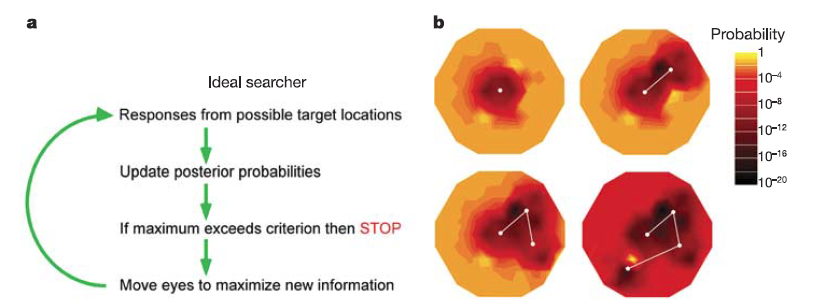 a
Ideal searcher
Responses from possible target locations
Update posterior probabilities
If maximum exceeds criterion then STOP
Move eyes to maximize new information
b
Probability
1
10⁻⁴
10⁻⁸
10⁻¹²
10⁻¹⁶
10⁻²⁰